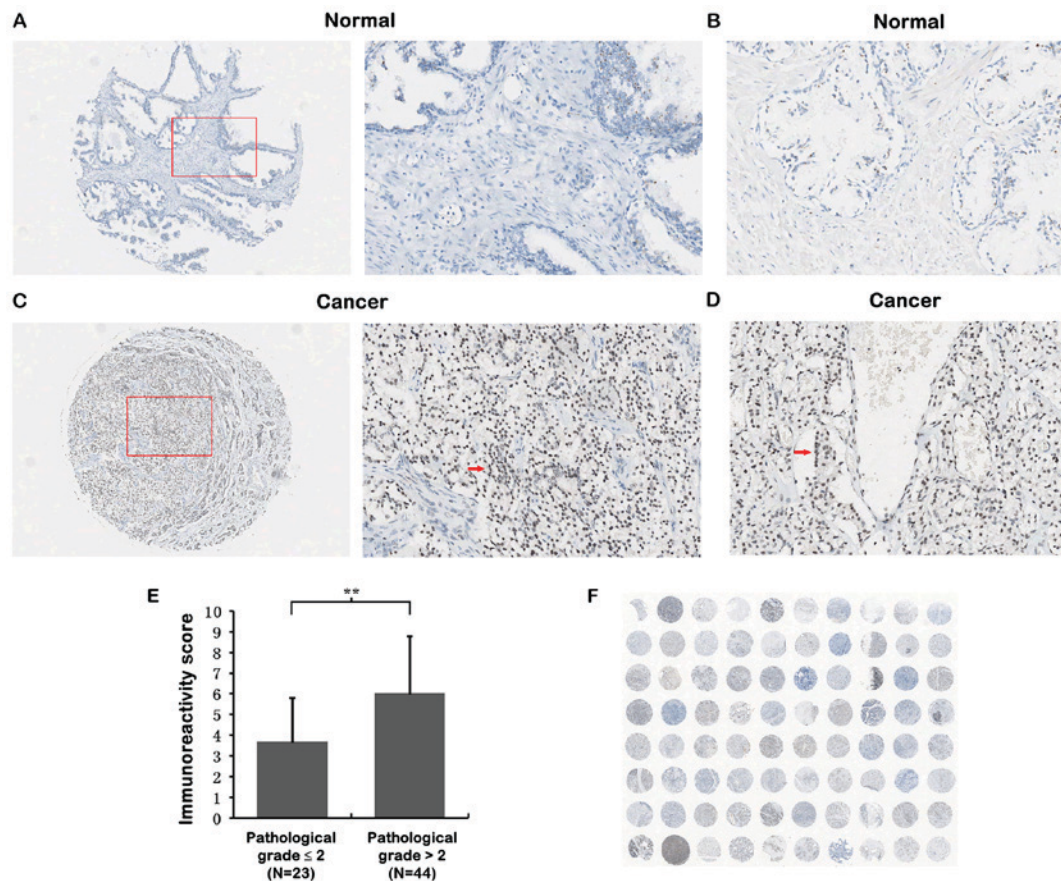 A
Normal
B
Normal
C
Cancer
D
Cancer
E
**
Immunoreactivity score
10
9
8
7
6
5
4
3
2
1
0
Pathological
grade ≤ 2
(N=23)
Pathological
grade > 2
(N=44)
F